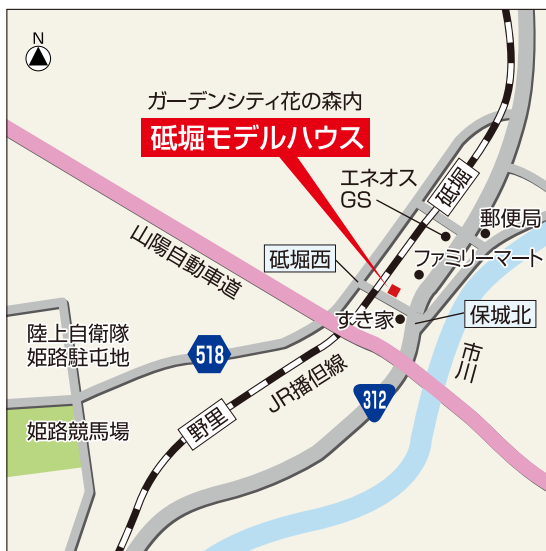 N
ガーデンシティ花の森内
砥堀モデルハウス
エネオス
GS
砥堀
郵便局
ファミリーマート
砥堀西
山陽自動車道
すき家
保城北
市川
陸上自衛隊
姫路駐屯地
518
JR播但線
312
野里
姫路競馬場